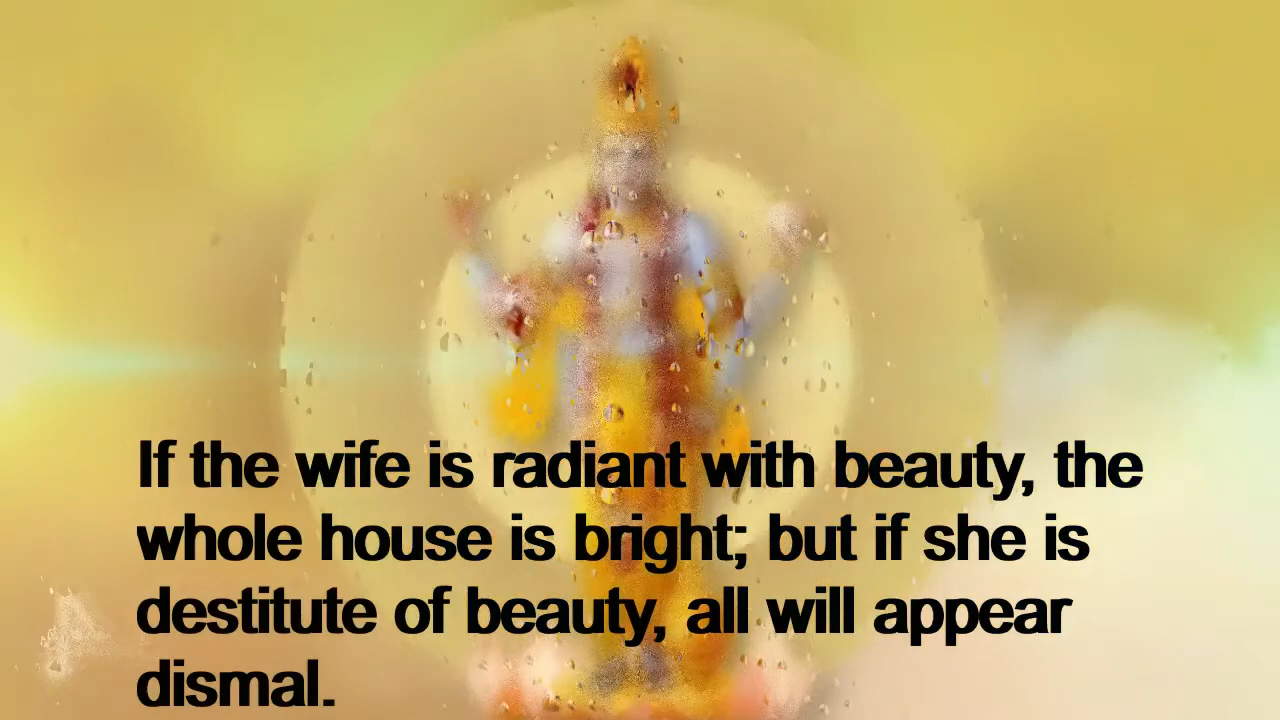 If the wife is radiant with beauty, the
whole house is bright; but if she is
destitute of beauty, all will appear
dismal.